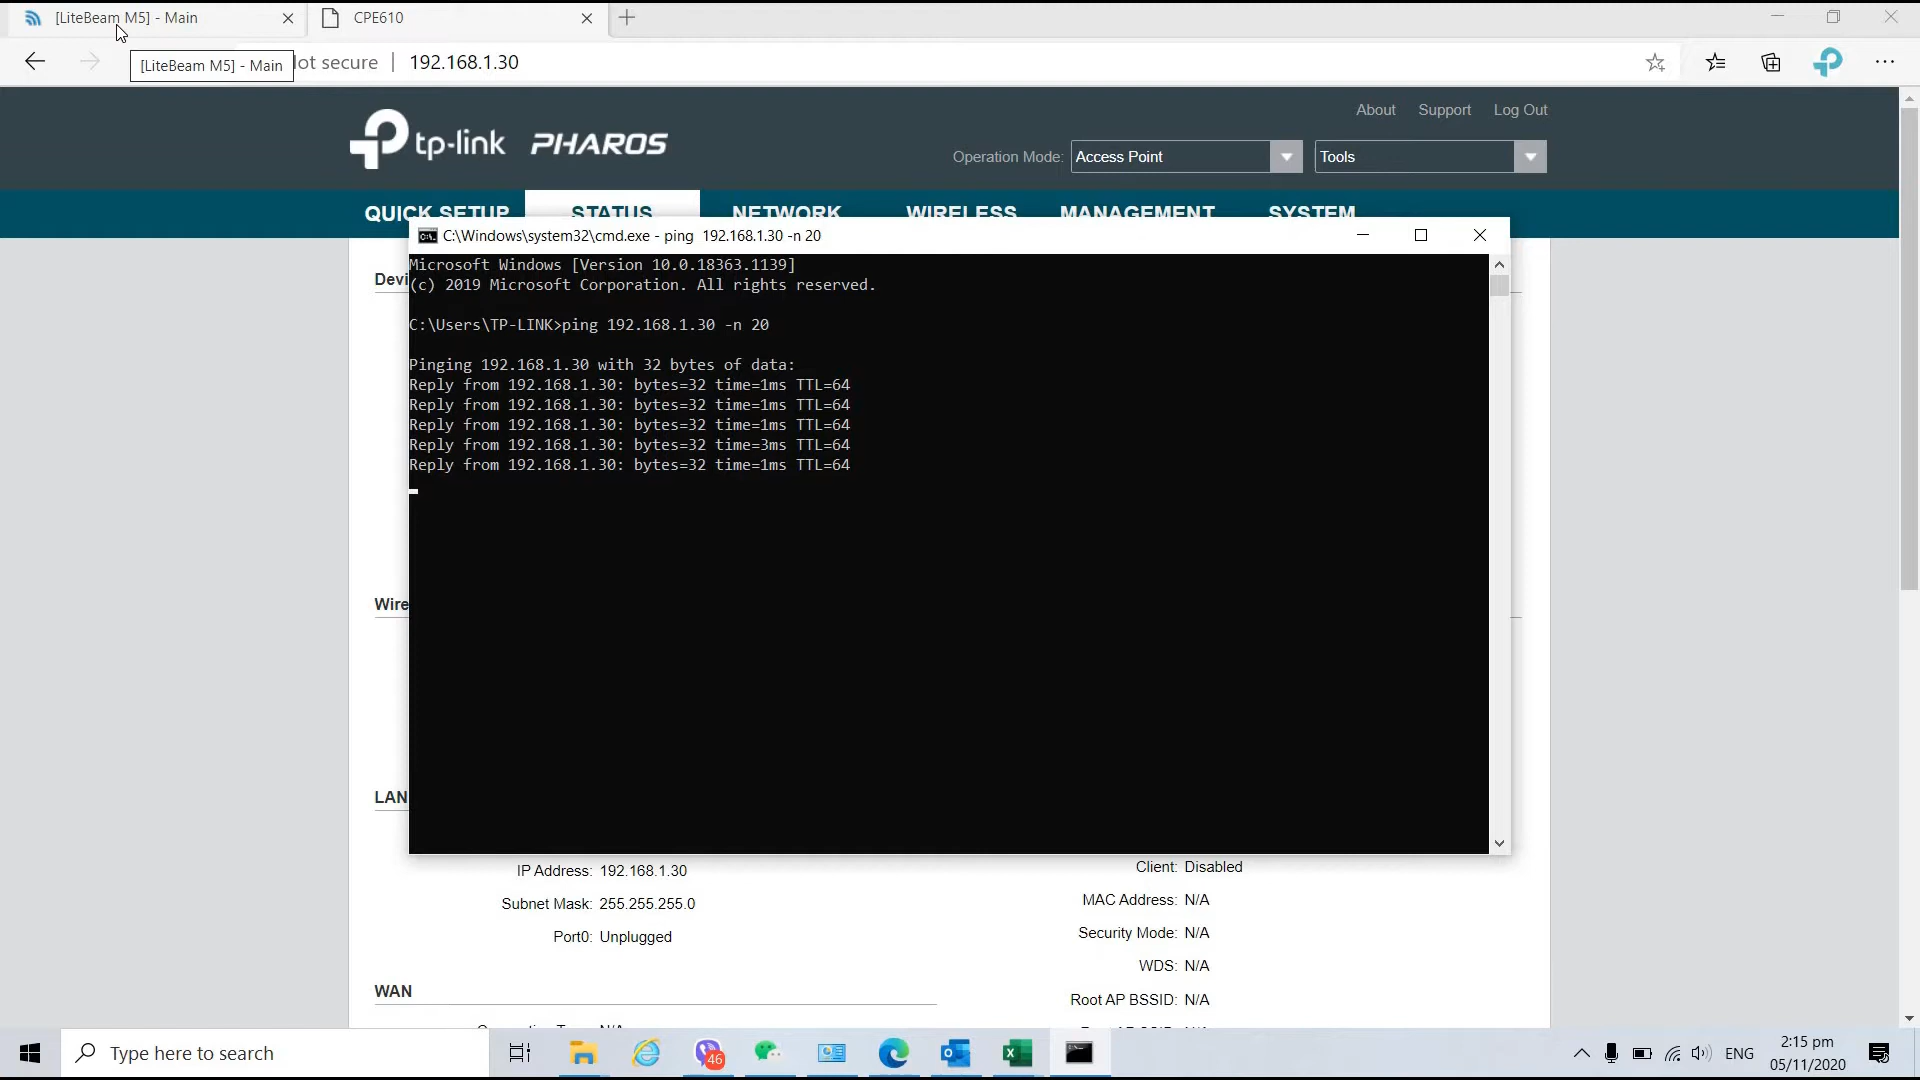 [LiteBeam M5] - Main
CPE610
[LiteBeam M5] - Main
ot secure
192.168.1.30
About
Support
Log Out
tp-link
PHAROS
Operation Mode:
Access Point
Tools
QUICK SETUP
STATUS
NETWORK
WIRELESS
MANAGEMENT
SYSTEM
C:\Windows\system32\cmd.exe - ping  192.168.1.30 -n 20
Devi
Microsoft Windows [Version 10.0.18363.1139]
(c) 2019 Microsoft Corporation. All rights reserved.
C:\Users\TP-LINK>ping 192.168.1.30 -n 20
Pinging 192.168.1.30 with 32 bytes of data:
Reply from 192.168.1.30: bytes=32 time=1ms TTL=64
Reply from 192.168.1.30: bytes=32 time=1ms TTL=64
Reply from 192.168.1.30: bytes=32 time=1ms TTL=64
Reply from 192.168.1.30: bytes=32 time=3ms TTL=64
Reply from 192.168.1.30: bytes=32 time=1ms TTL=64
Wire
LAN
IP Address: 192.168.1.30
Subnet Mask: 255.255.255.0
Port0: Unplugged
WAN
Client: Disabled
MAC Address: N/A
Security Mode: N/A
WDS: N/A
Root AP BSSID: N/A
Type here to search
46
ENG
2:15 pm
05/11/2020